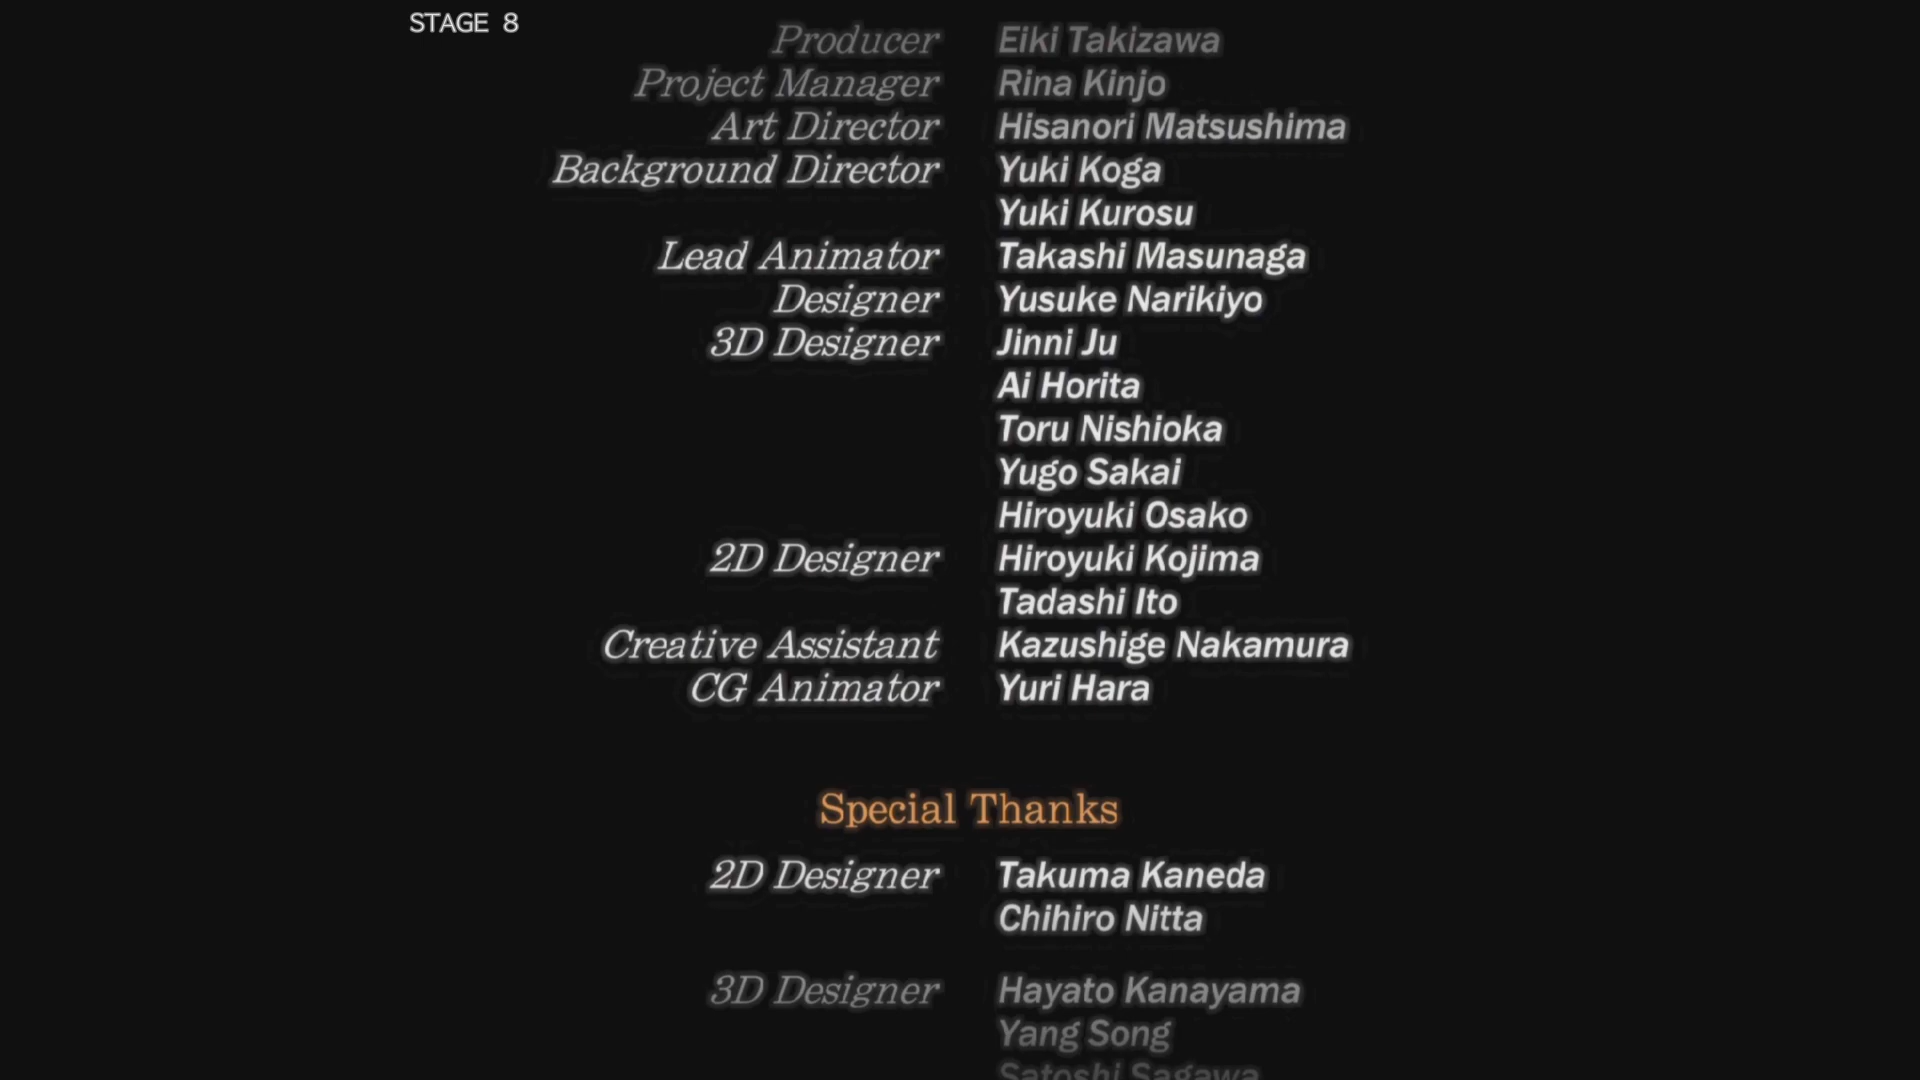 STAGE 8
Producer Eiki Takizawa
Project Manager Rina Kinjo
Art Director Hisanori Matsushima
Background Director Yuki Koga
Yuki Kurosu
Lead Animator Takashi Masunaga
Designer Yusuke Narikiyo
3D Designer Jinni Ju
Ai Horita
Toru Nishioka
Yugo Sakai
Hiroyuki Osako
2D Designer Hiroyuki Kojima
Tadashi Ito
Creative Assistant Kazushige Nakamura
CG Animator Yuri Hara
Special Thanks
2D Designer Takuma Kaneda
Chihiro Nitta
3D Designer Hayato Kanayama
Yang Song
Satoshi Sagawa